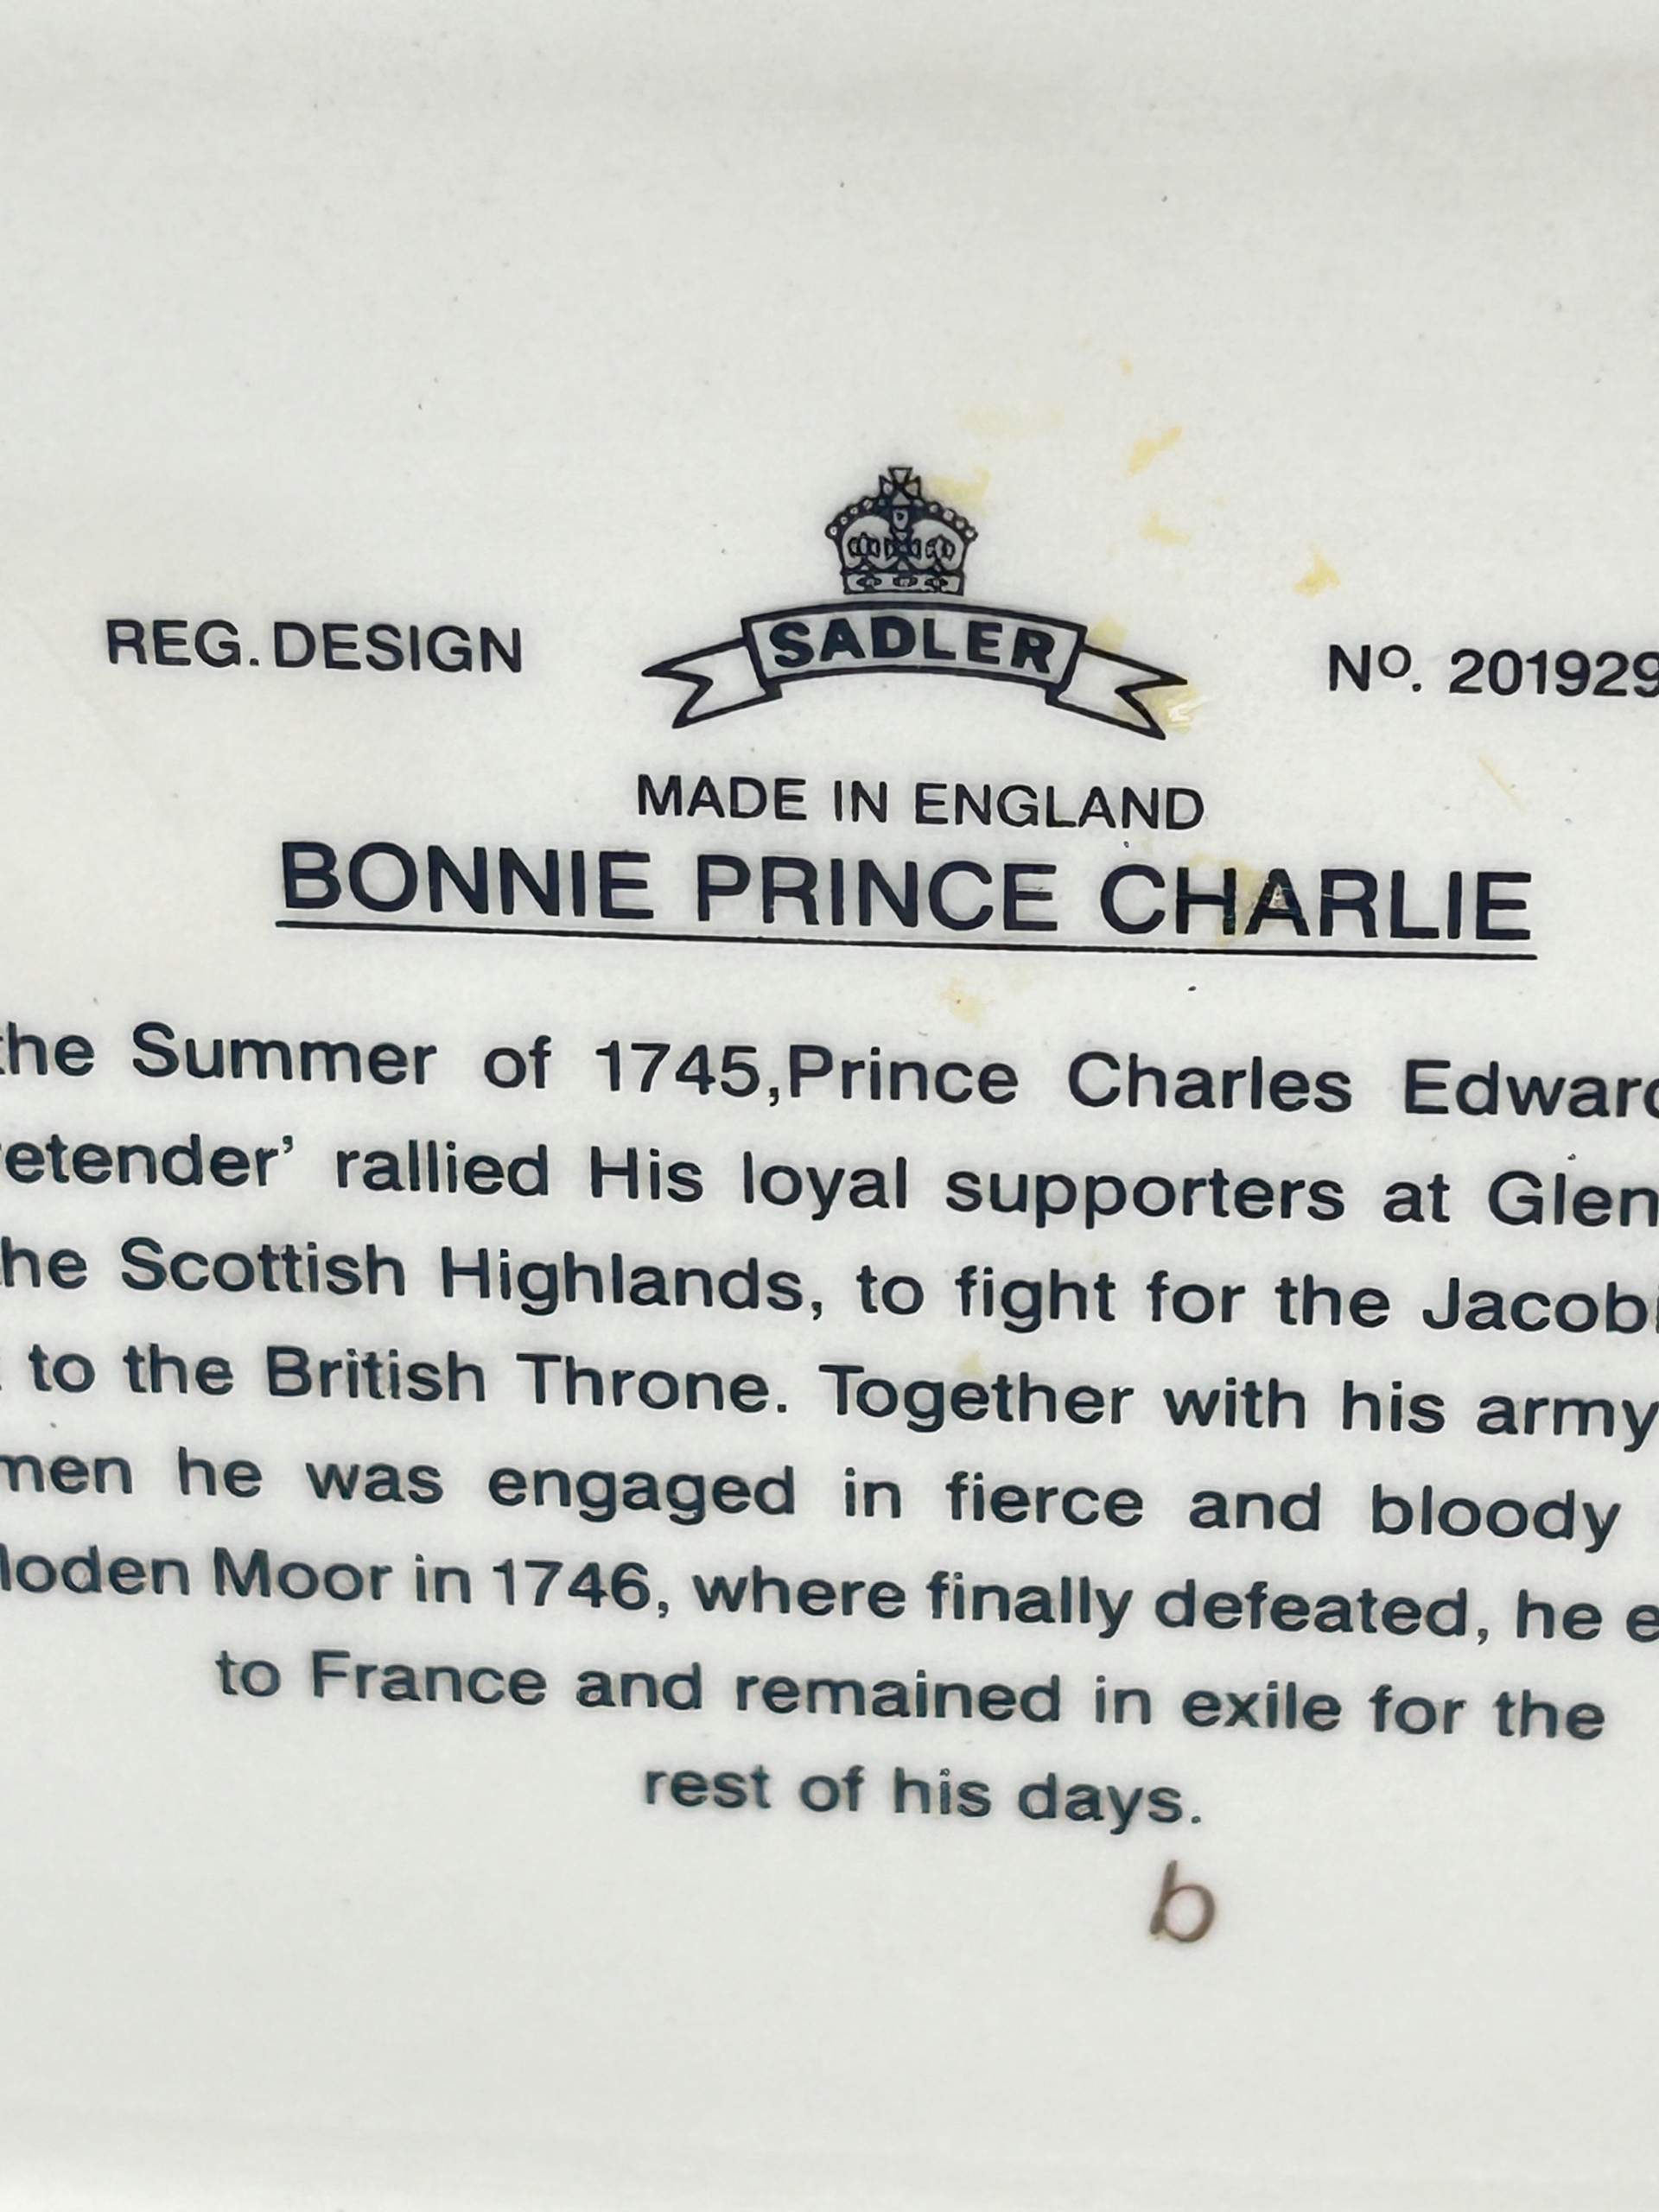 REG. DESIGN SADLER Nº. 201929
MADE IN ENGLAND
BONNIE PRINCE CHARLIE
the Summer of 1745,Prince Charles Edward
retender' rallied His loyal supporters at Glen
the Scottish Highlands, to fight for the Jacobi
to the British Throne. Together with his army
men he was engaged in fierce and bloody
loden Moor in 1746, where finally defeated, he e
to France and remained in exile for the
rest of his days.
b